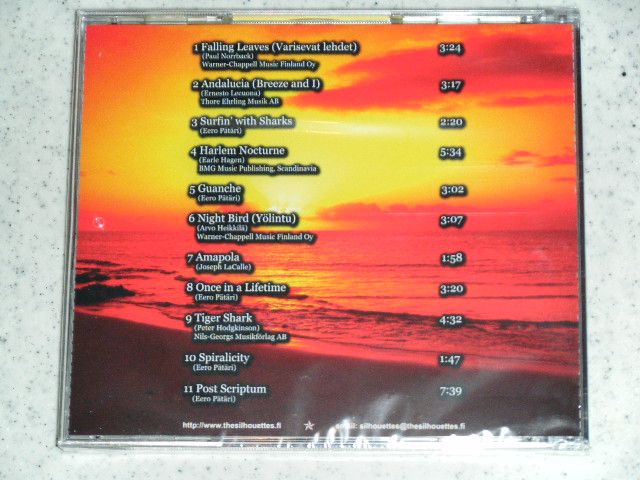 1 Falling Leaves (Varisevat lehdet) 3:24
(Paul Norrback)
Warner-Chappell Music Finland Oy
2 Andalucia (Breeze and I) 3:17
(Ernesto Lecuona)
Thore Ehrling Musik AB
3 Surfin' with Sharks 2:20
(Eero Pätäri)
4 Harlem Nocturne 5:34
(Earle Hagen)
BMG Music Publishing, Scandinavia
5 Guanche 3:02
(Eero Pätäri)
6 Night Bird (Yölintu) 3:07
(Arvo Heikkilä)
Warner-Chappell Music Finland Oy
7 Amapola 1:58
(Joseph LaCalle)
8 Once in a Lifetime 3:20
(Eero Pätäri)
9 Tiger Shark 4:32
(Peter Hodgkinson)
Nils-Georgs Musikförlag AB
10 Spiralicity 1:47
(Eero Pätäri)
11 Post Scriptum 7:39
(Eero Pätäri)
http://www.thesilhouettes.fi email: silhouettes@thesilhouettes.fi